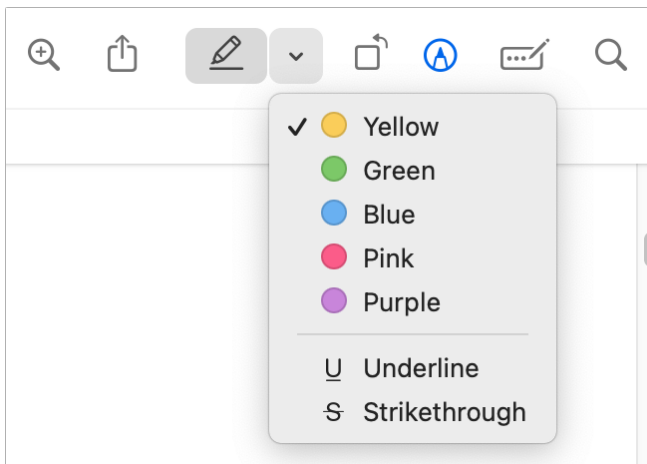 Yellow
Green
Blue
Pink
Purple
U Underline
S Strikethrough